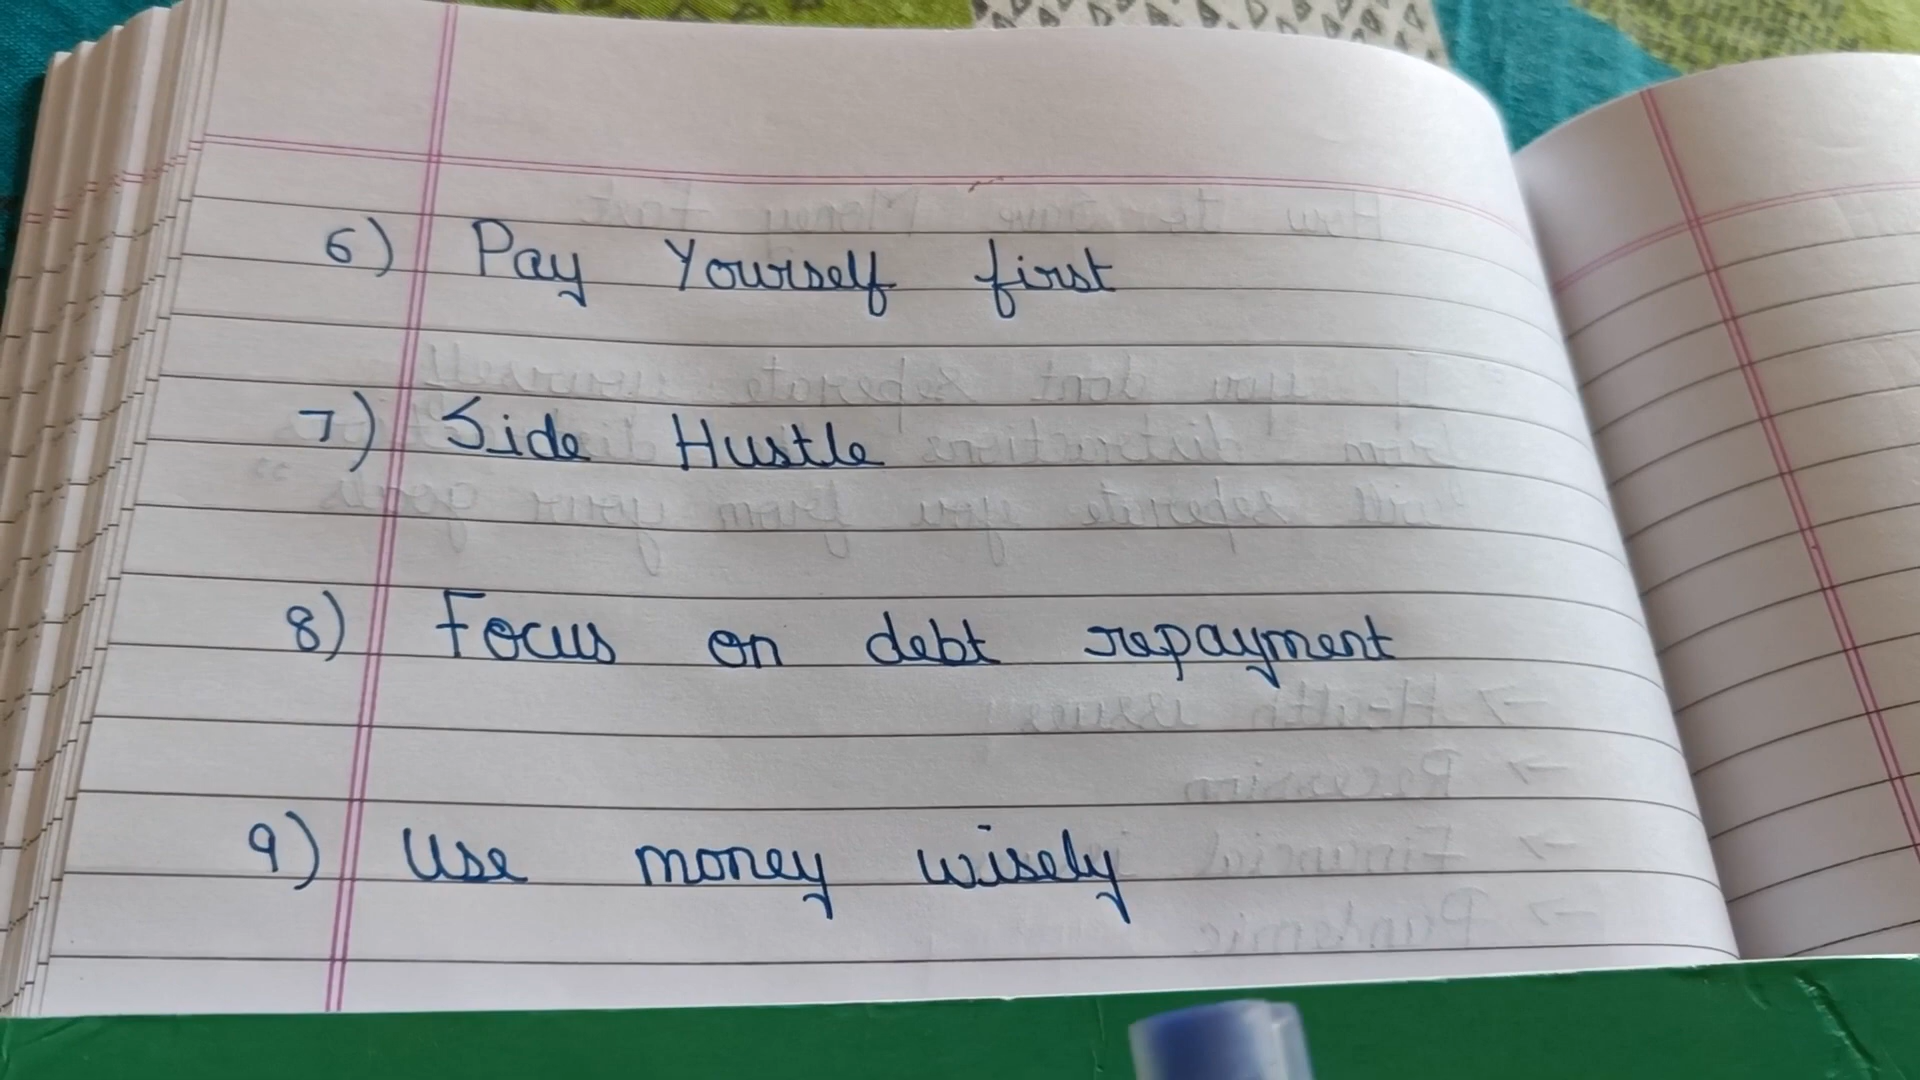 6) Pay Yourself first
7) Side Hustle
8) Focus on debt repayment
9) Use money wisely